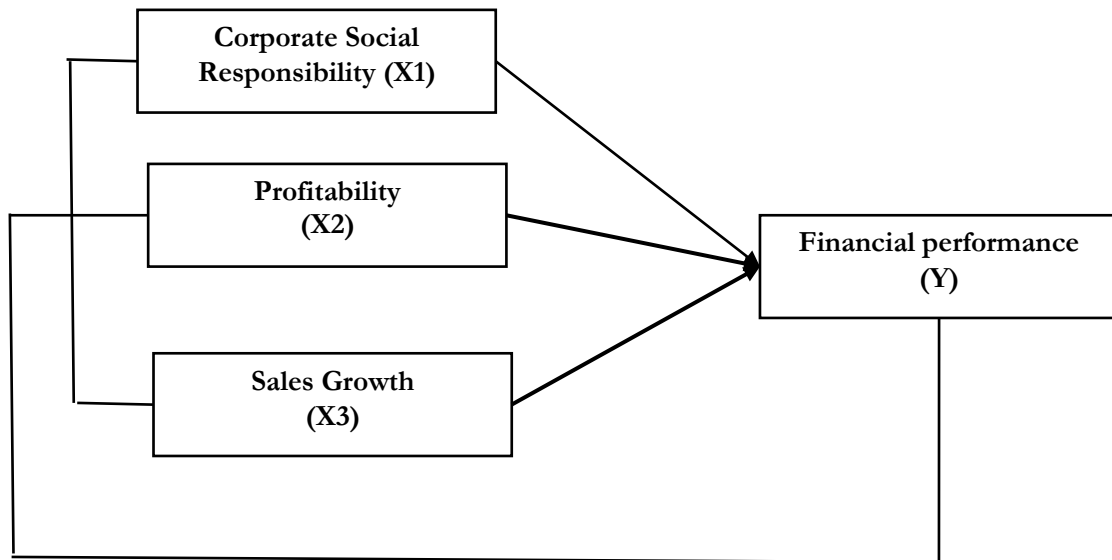 Corporate Social
Responsibility (X1)
Profitability
(X2)
Financial performance
(Y)
Sales Growth
(X3)